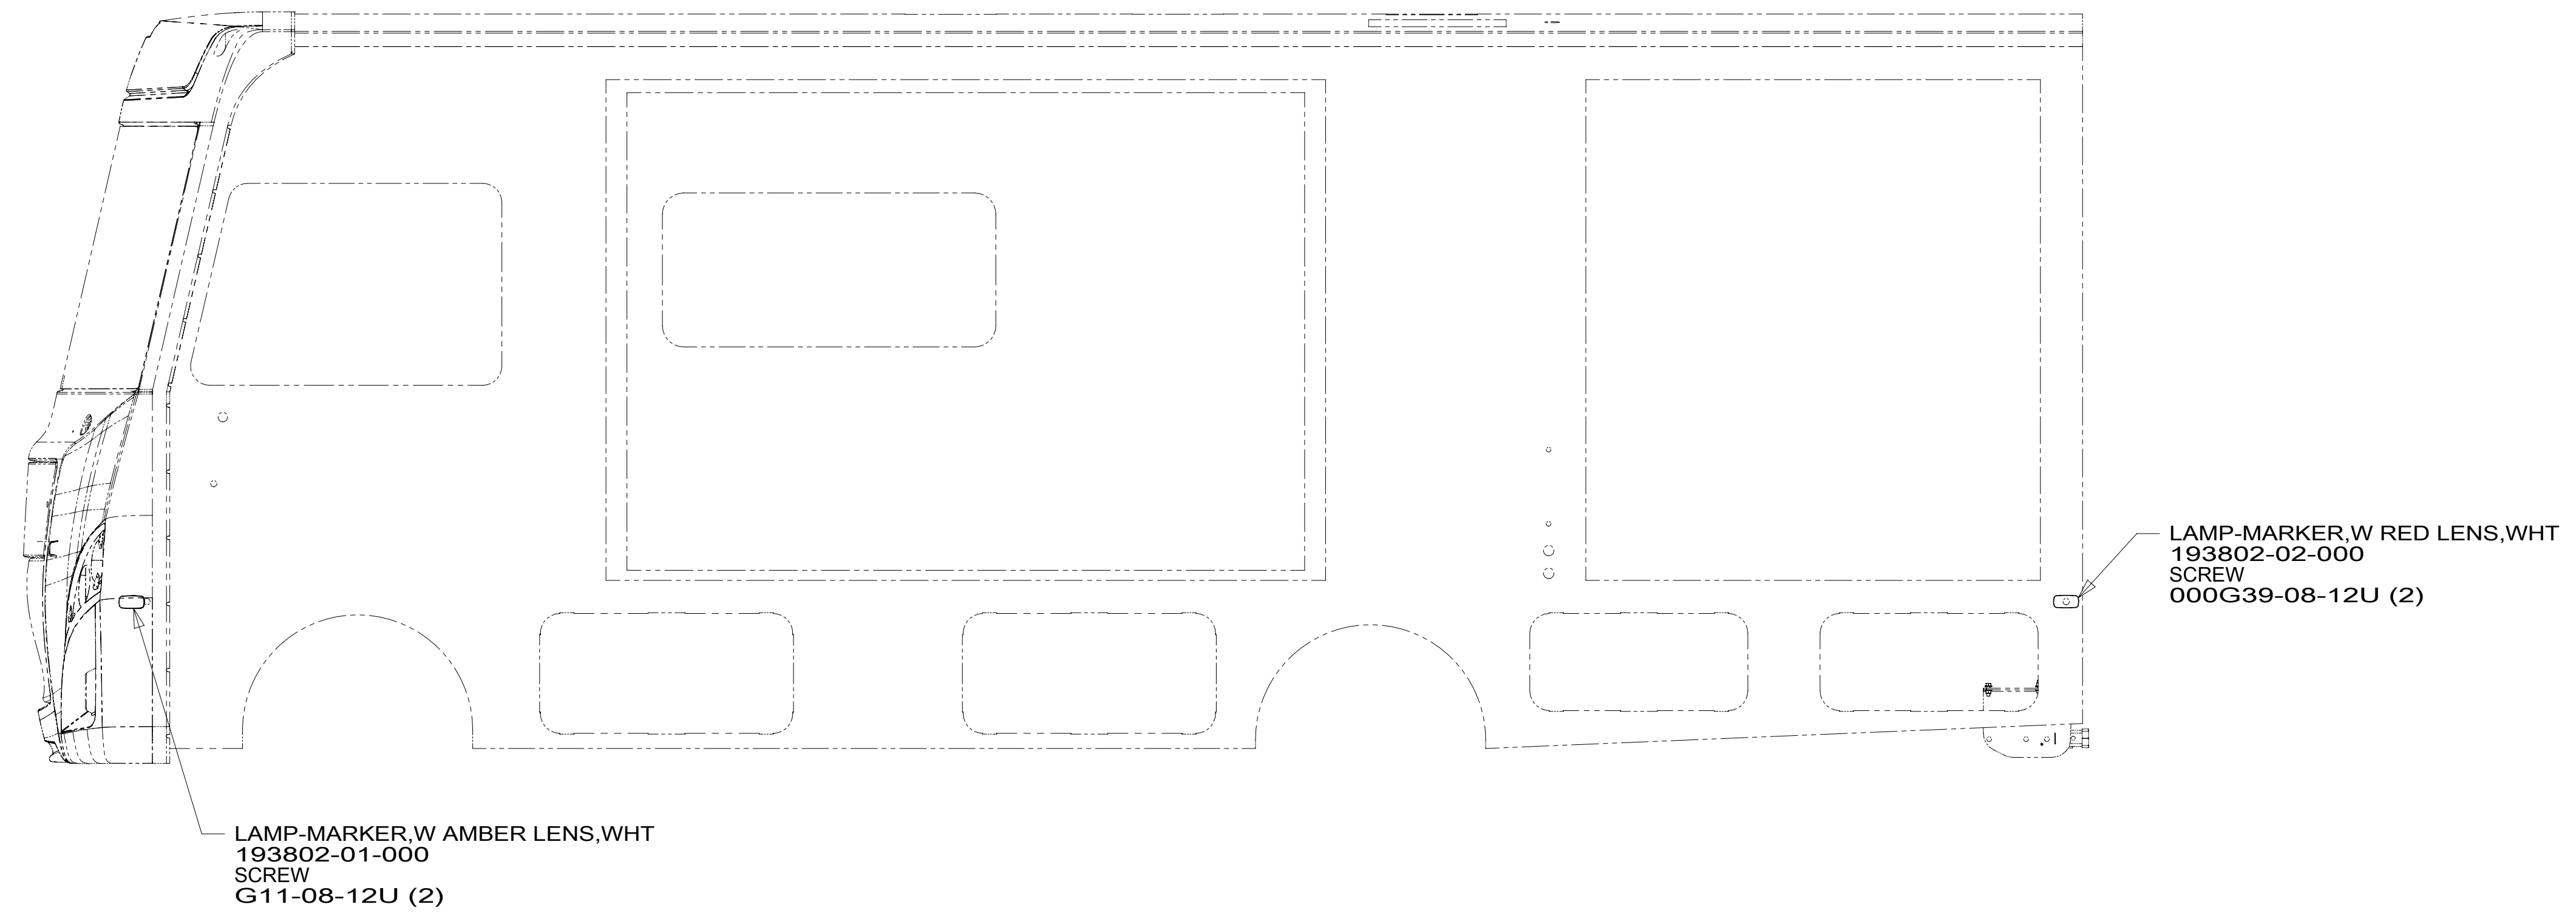 LAMP-MARKER,W RED LENS,WHT
193802-02-000
SCREW
000G39-08-12U (2)
LAMP-MARKER,W AMBER LENS,WHT
193802-01-000
SCREW
G11-08-12U (2)